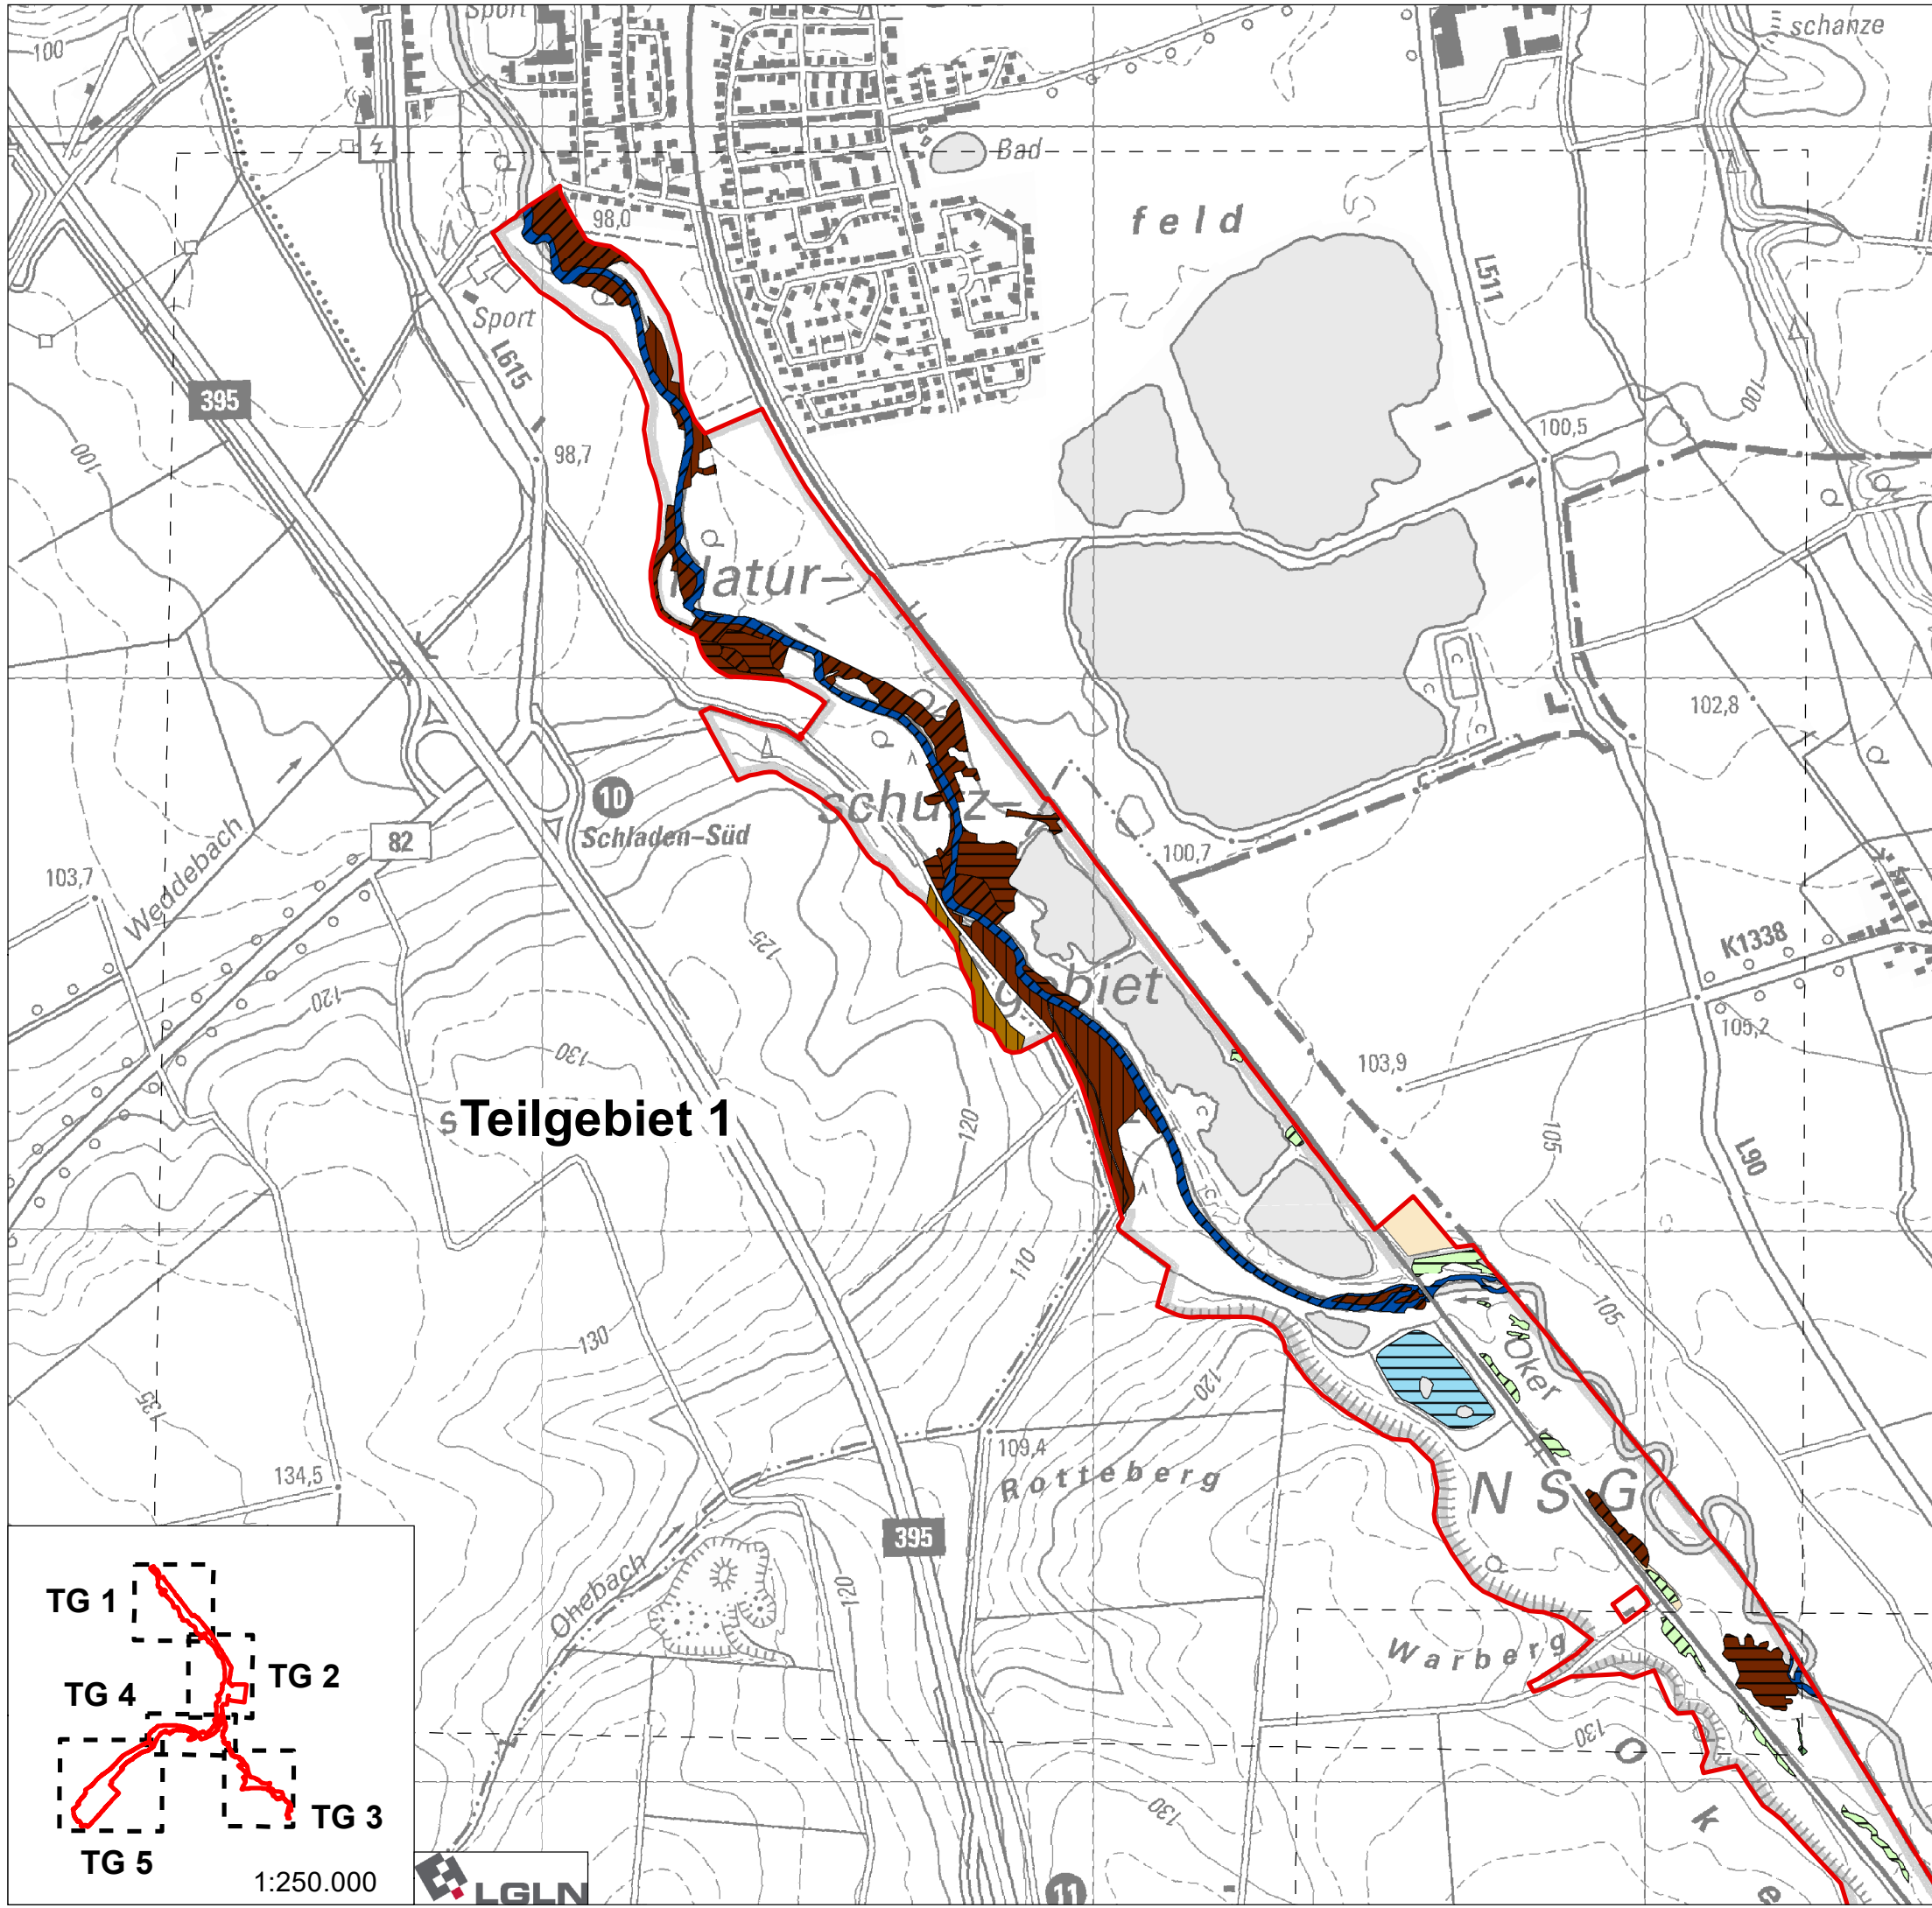 Sport
schanze
100
Bad
98,0
feld
Sport
L615
L511
395
100
100,5
100
98,7
Natur-
102,8
10
Schladen-Süd
schutz-
82
100,7
103,7
Weddebach
125
K1338
120
gebiet
105,2
130
103,9
Teilgebiet 1
120
105
L90
110
105
130
Oker
120
135
109,4
134,5
Rotteberg
NSG
395
Ohebach
120
TG 1
Warberg
TG 2
TG 4
130
O
k
e
130
TG 3
TG 5
1:250.000
LGLN
11